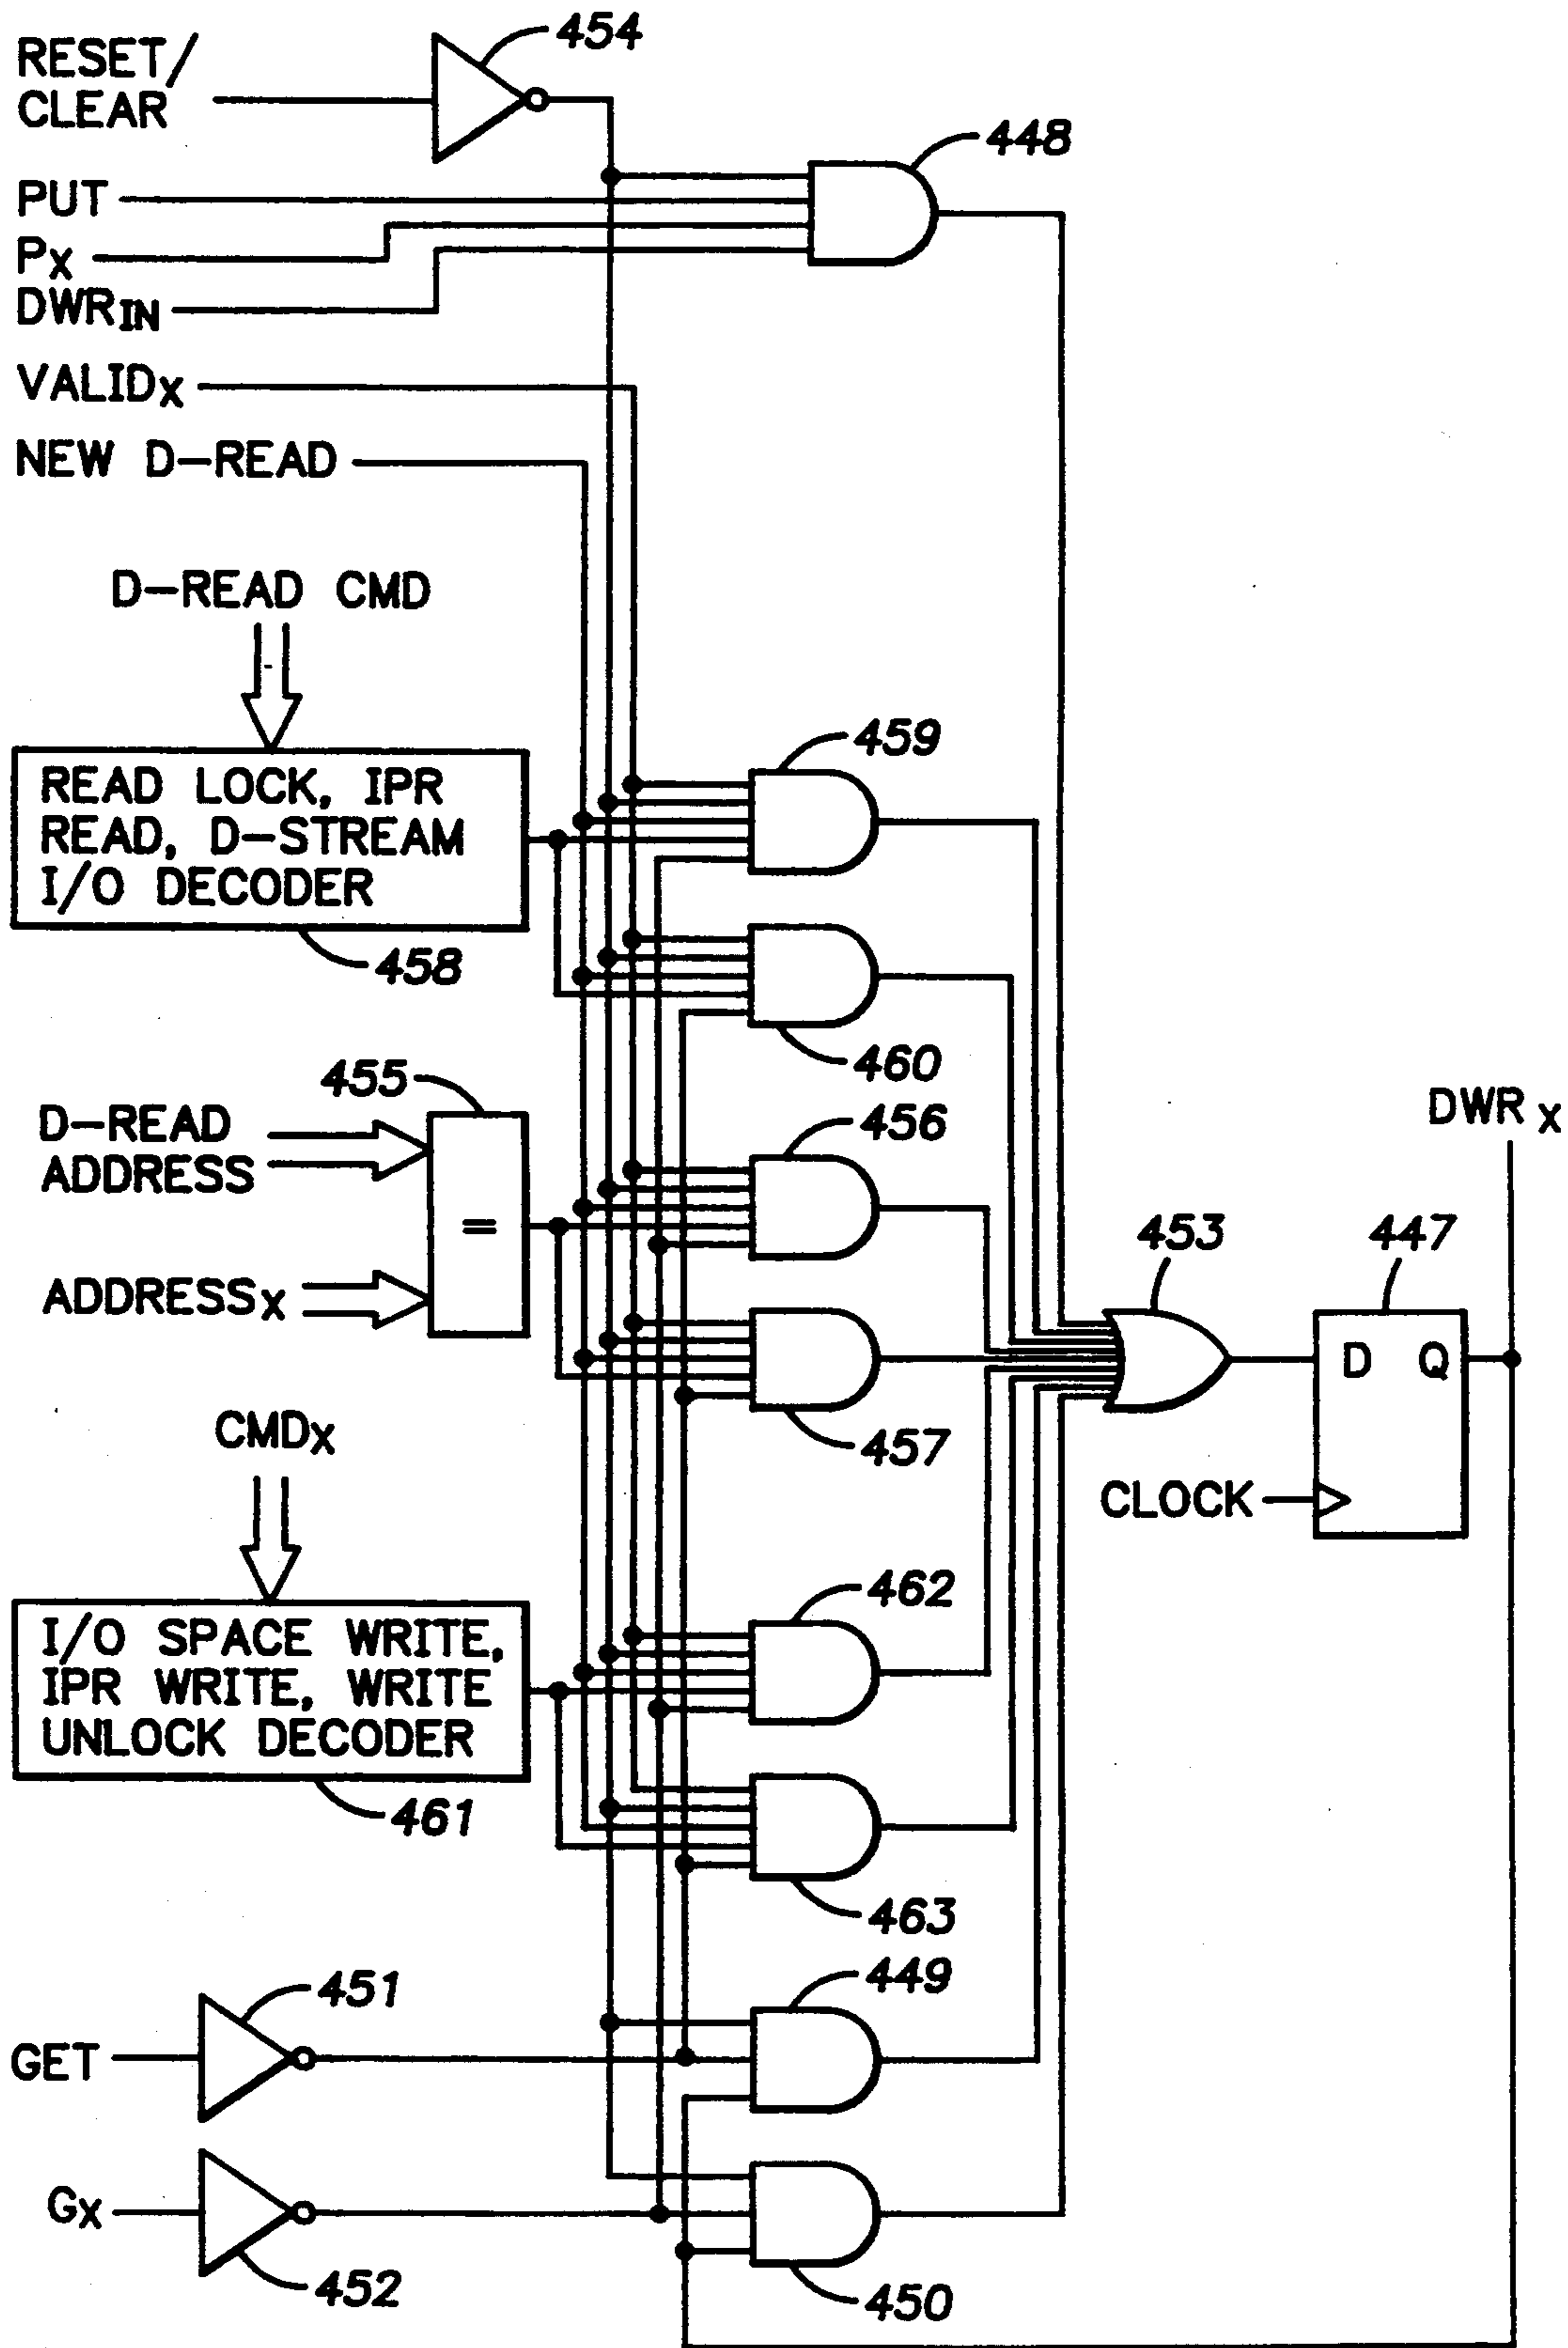 RESET/
CLEAR
454
448
PUT
PX
DWRIN
VALIDX
NEW D-READ
D-READ CMD
READ LOCK, IPR
READ, D-STREAM
I/O DECODER
458
459
460
455
D-READ
ADDRESS
=
ADDRESSX
456
457
DWR X
453
447
D Q
CLOCK
CMDX
I/O SPACE WRITE,
IPR WRITE, WRITE
UNLOCK DECODER
461
462
463
GET
451
449
GX
452
450